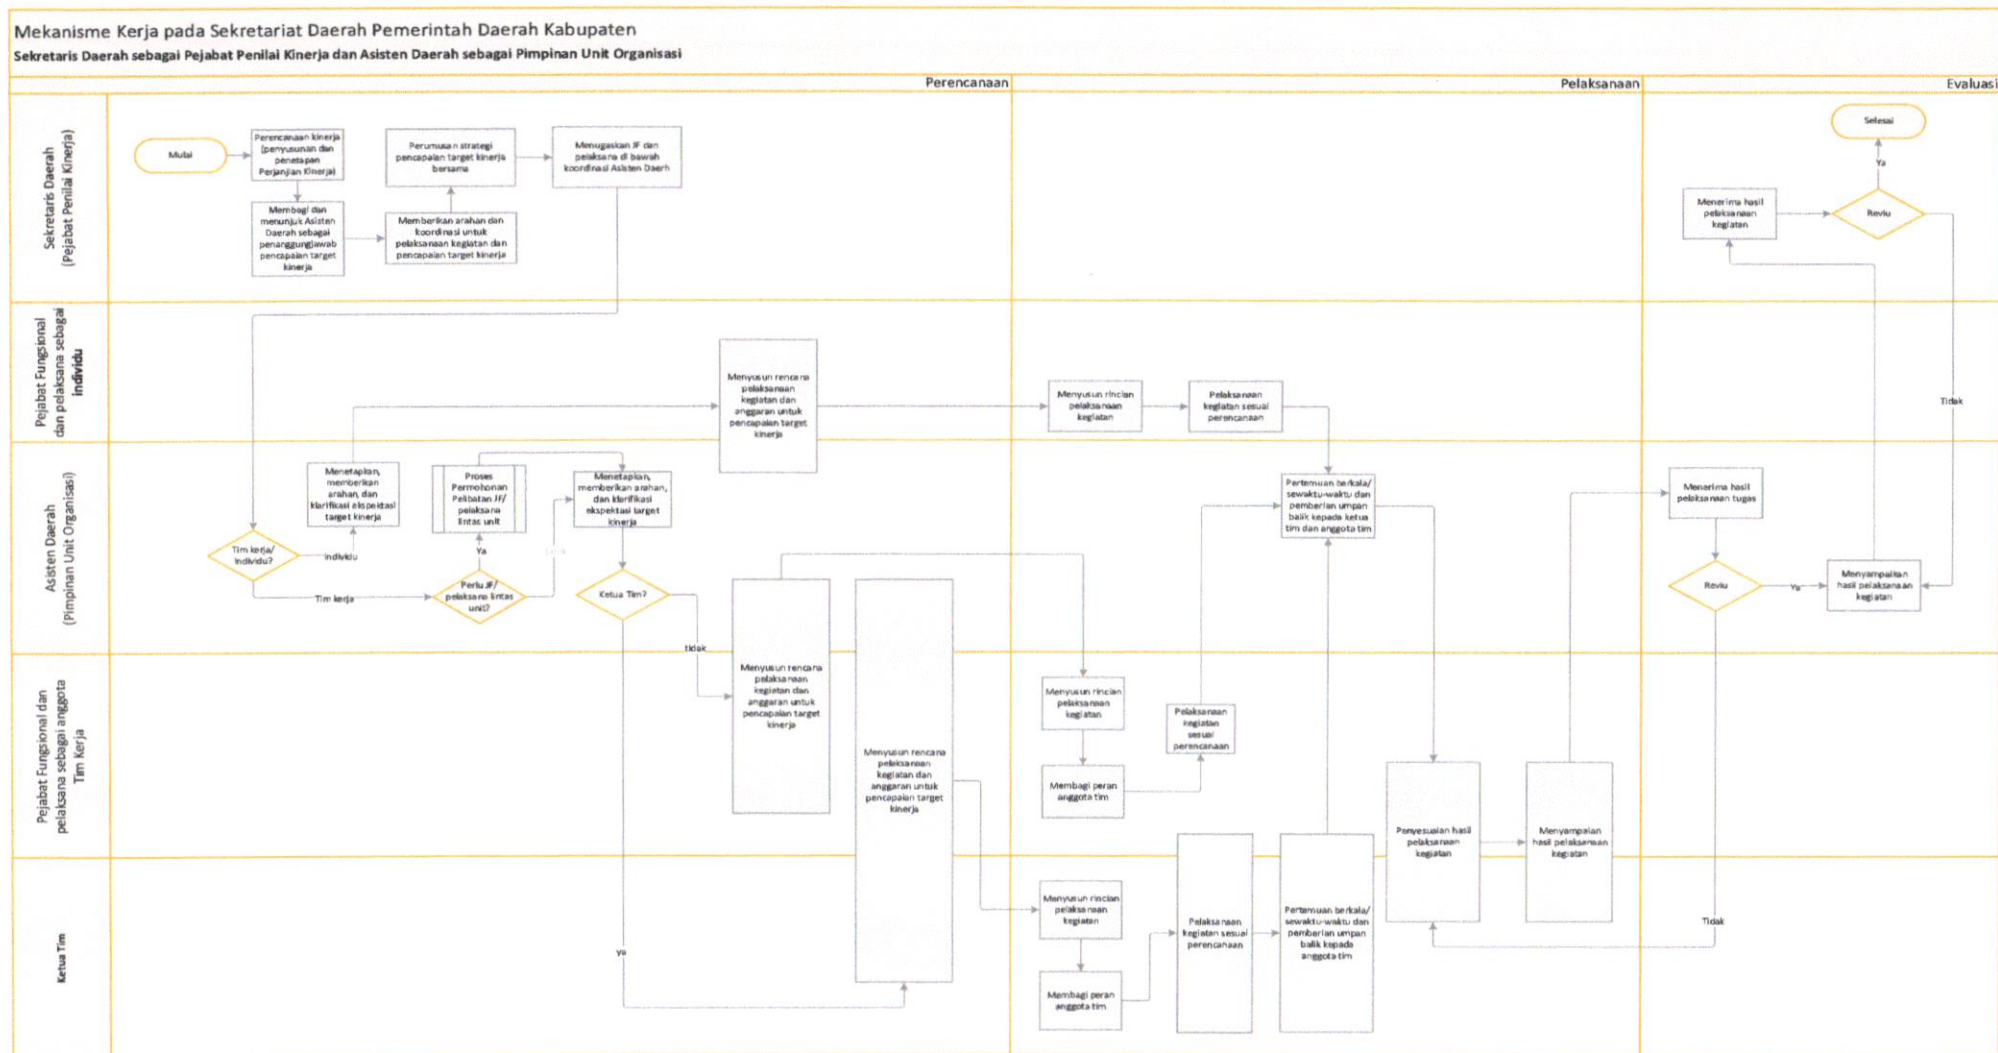 Mekanisme Kerja pada Sekretariat Daerah Pemerintah Daerah Kabupaten
Sekretaris Daerah sebagai Pejabat Penilai Kinerja dan Asisten Daerah sebagai Pimpinan Unit Organisasi
Perencanaan
Pelaksanaan
Evaluasi
Sekretaris Daerah
(Pejabat Penilai Kinerja)
Mulai
Perencanaan kinerja
(penyusunan dan
penetapan
Perjanjian Kinerja)
Membagi dan
menunjuk Asisten
Daerah sebagai
penanggungjawab
pencapaian target
kinerja
Perumusan strategi
pencapaian target kinerja
bersama
Memberikan arahan dan
koordinasi untuk
pelaksanaan kegiatan dan
pencapaian target kinerja
Menugaskan JF dan
pelaksana di bawah
koordinasi Asisten Daerh
Selesai
Ya
Menerima hasil
pelaksanaan
kegiatan
Reviu
Tidak
Pejabat Fungsional
dan pelaksana sebagai
individu
Menyusun rencana
pelaksanaan
kegiatan dan
anggaran untuk
pencapaian target
kinerja
Menyusun rincian
pelaksanaan
kegiatan
Pelaksanaan
kegiatan sesuai
perencanaan
Asisten Daerah
(Pimpinan Unit Organisasi)
Tim kerja/
Individu?
individu
Tim kerja
Menetapkan,
memberikan
arahan, dan
klarifikasi ekspektasi
target kinerja
Proses
Permohonan
Pelibatan JF/
pelaksana
lintas unit
Ya
Perlu JF/
pelaksana lintas
unit?
Menetapkan,
memberikan arahan,
dan klarifikasi
ekspektasi target
kinerja
Ketua Tim?
tidak
ya
Pertemuan berkala/
sewaktu-waktu dan
pemberian umpan
balik kepada ketua
tim dan anggota tim
Menerima hasil
pelaksanaan tugas
Reviu
Ya
Menyampaikan
hasil pelaksanaan
kegiatan
Tidak
Pejabat Fungsional dan
pelaksana sebagai anggota
Tim Kerja
Menyusun rencana
pelaksanaan
kegiatan dan
anggaran untuk
pencapaian target
kinerja
Menyusun rencana
pelaksanaan
kegiatan dan
anggaran untuk
pencapaian target
kinerja
Menyusun rincian
pelaksanaan
kegiatan
Membagi peran
anggota tim
Pelaksanaan
kegiatan
sesuai
perencanaan
Penyesuaian hasil
pelaksanaan
kegiatan
Menyampaian
hasil pelaksanaan
kegiatan
Ketua Tim
Menyusun rincian
pelaksanaan
kegiatan
Membagi peran
anggota tim
Pelaksanaan
kegiatan sesuai
perencanaan
Pertemuan berkala/
sewaktu-waktu dan
pemberian umpan
balik kepada
anggota tim